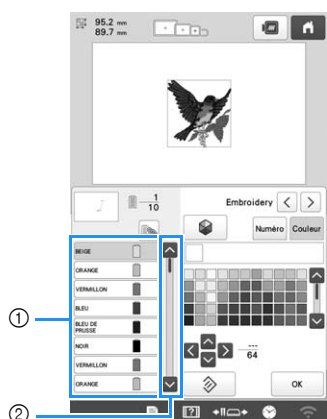 95.2 mm
89.7 mm
1
10
Embroidery
Numéro Couleur
BEIGE
ORANGE
VERMILLON
BLEU
BLEU DE
PRUSSE
NOIR
VERMILLON
ORANGE
---
64
OK
①
②